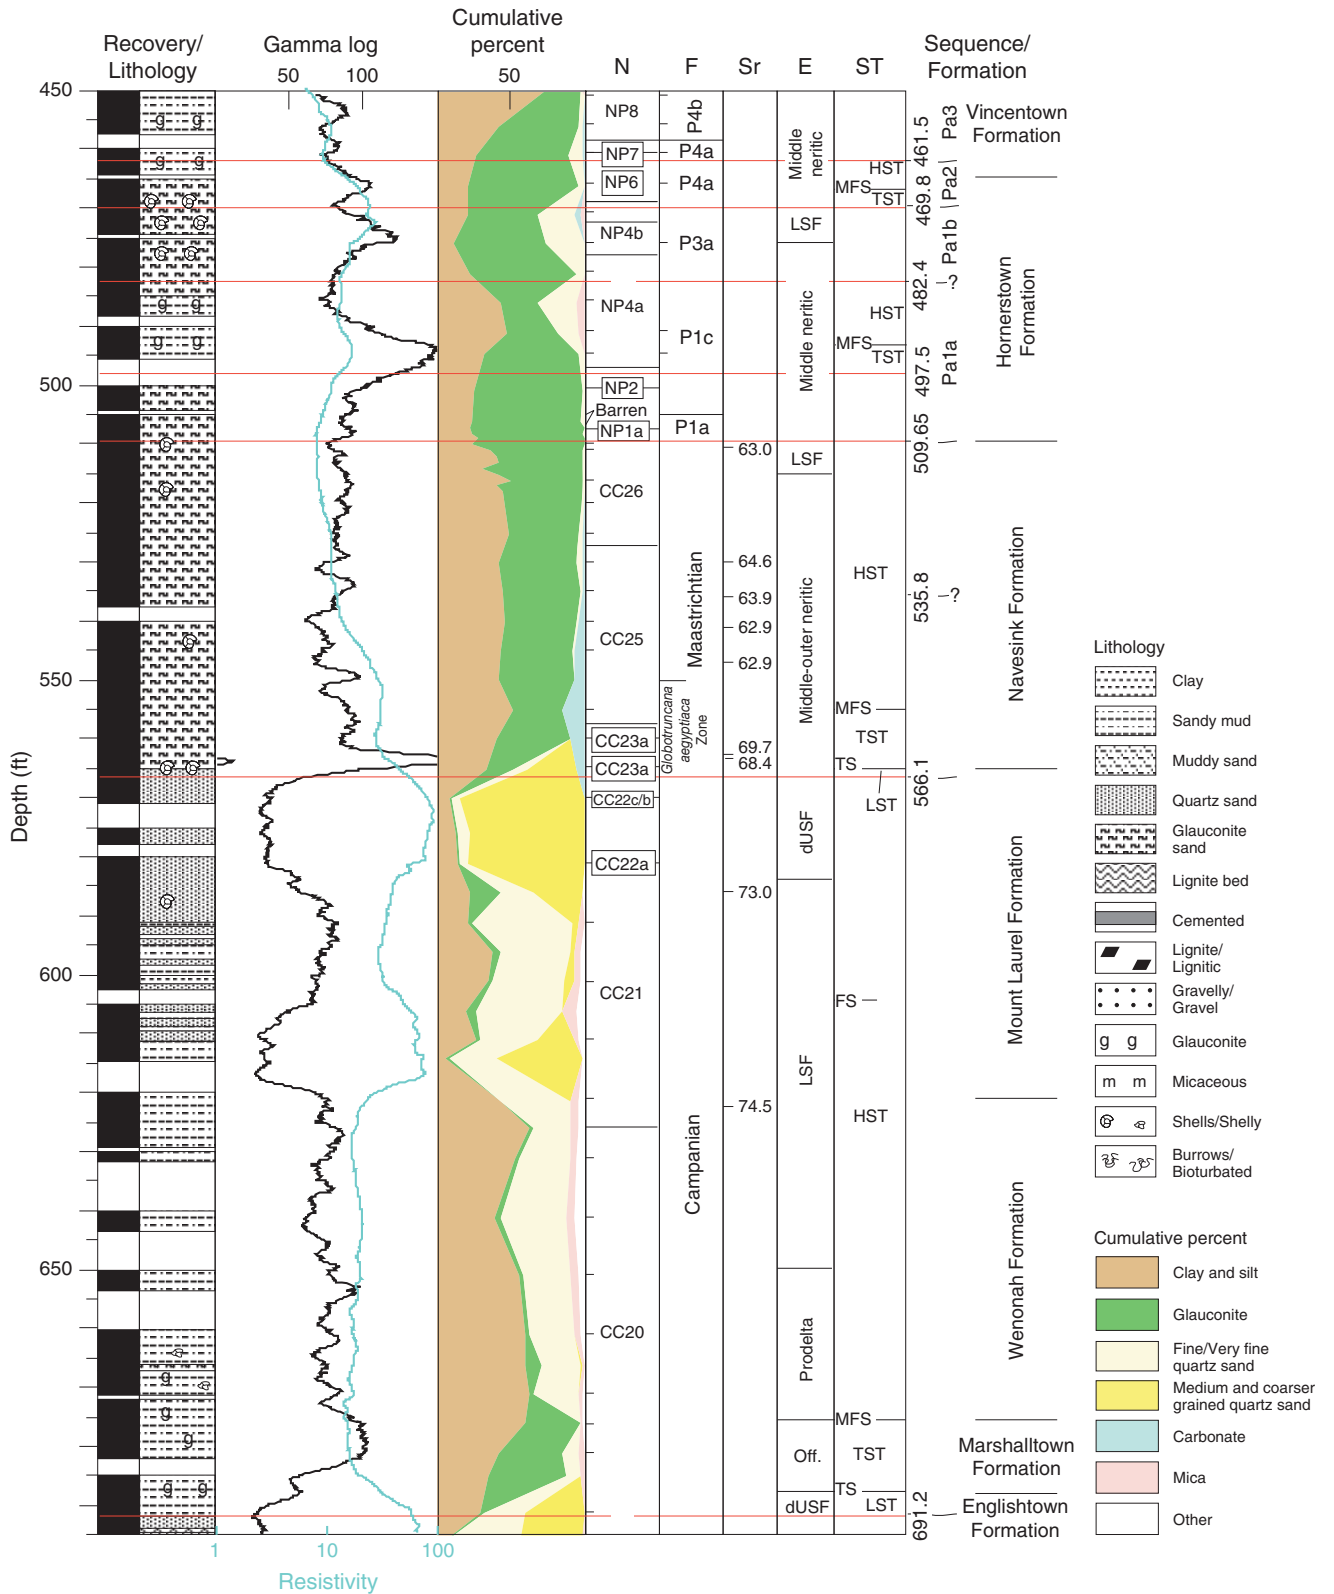 Recovery/
Lithology
Gamma log
50 100
Cumulative
percent
50
N
F
Sr
E
ST
Sequence/
Formation
Depth (ft)
450
500
550
600
650
g g
g g
g g
g g
g
g
g
g g
1 10 100
Resistivity
NP8
NP7
NP6
NP4b
NP4a
NP2
Barren
NP1a
CC26
CC25
CC23a
CC23a
CC22c/b
CC22a
CC21
CC20
P4b
P4a
P4a
P3a
P1c
P1a
Maastrichtian
Globotruncana
aegyptiaca
Zone
Campanian
63.0
64.6
63.9
62.9
62.9
69.7
68.4
73.0
74.5
Middle
neritic
LSF
Middle neritic
LSF
Middle-outer neritic
dUSF
LSF
Prodelta
Off.
dUSF
HST
MFS
TST
HST
MFS
TST
HST
MFS
TST
TS
LST
FS
HST
MFS
TST
TS
LST
461.5
469.8
482.4
?
497.5
509.65
535.8
?
566.1
691.2
Pa3
Pa2
Pa1b
Pa1a
Vincentown
Formation
Hornerstown
Formation
Navesink Formation
Mount Laurel Formation
Wenonah Formation
Marshalltown
Formation
Englishtown
Formation
Lithology
Clay
Sandy mud
Muddy sand
Quartz sand
Glauconite
sand
Lignite bed
Cemented
Lignite/
Lignitic
Gravelly/
Gravel
g g
Glauconite
m m
Micaceous
Shells/Shelly
Burrows/
Bioturbated
Cumulative percent
Clay and silt
Glauconite
Fine/Very fine
quartz sand
Medium and coarser
grained quartz sand
Carbonate
Mica
Other